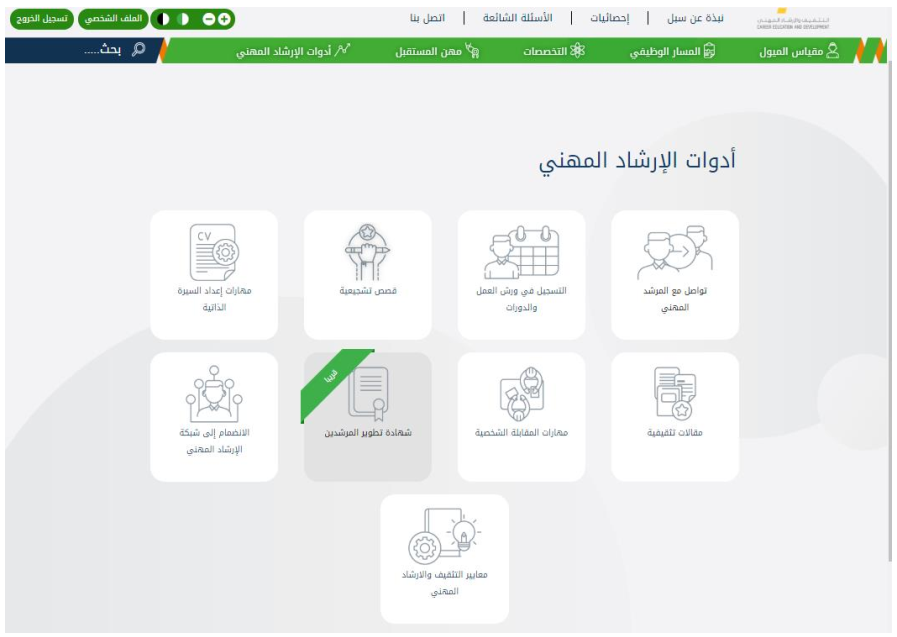 التثقيف والإرشاد المهني
CAREER EDUCATION AND DEVELOPMENT
نبذة عن سبل | إحصائيات | الأسئلة الشائعة | اتصل بنا
الملف الشخصي
تسجيل الخروج
مقياس الميول
المسار الوظيفي
التخصصات
مهن المستقبل
أدوات الإرشاد المهني
بحث.....
أدوات الإرشاد المهني
تواصل مع المرشد
المهني
التسجيل في ورش العمل
والدورات
قصص تشجيعية
CV
مهارات إعداد السيرة
الذاتية
مقالات تثقيفية
مهارات المقابلة الشخصية
قريبا
شهادة تطوير المرشدين
الانضمام إلى شبكة
الإرشاد المهني
معايير التثقيف والارشاد
المهني